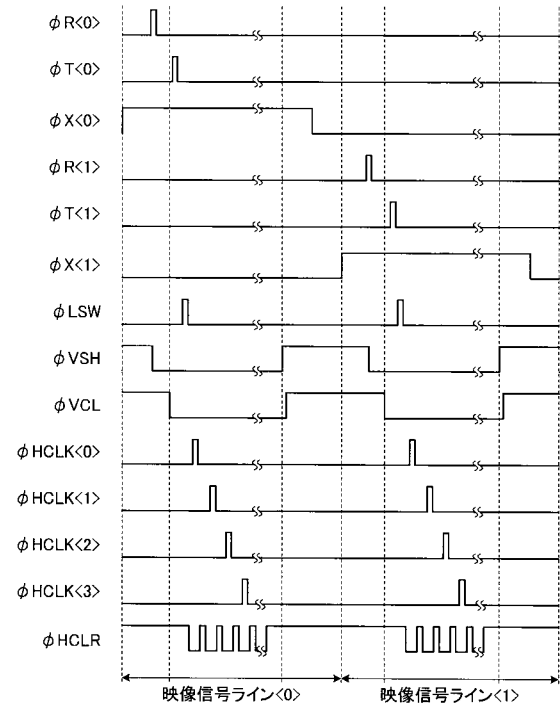 φR<0>
φT<0>
φX<0>
φR<1>
φT<1>
φX<1>
φLSW
φVSH
φVCL
φHCLK<0>
φHCLK<1>
φHCLK<2>
φHCLK<3>
φHCLR
映像信号ライン<0> 映像信号ライン<1>